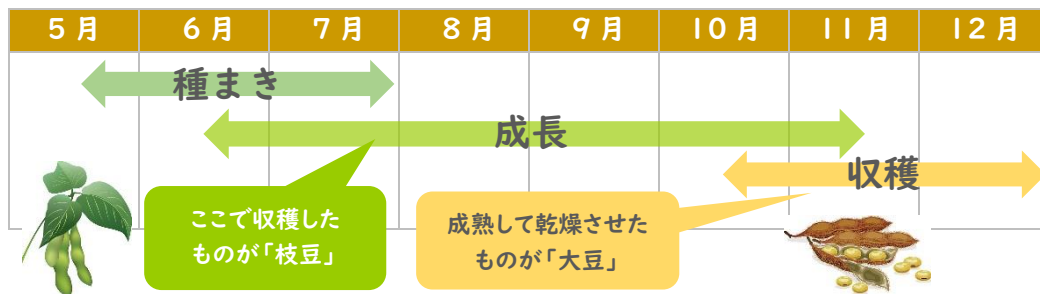 5月 6月 7月 8月 9月 10月 11月 12月
種まき
成長
収穫
ここで収穫した
ものが「枝豆」
成熟して乾燥させた
ものが「大豆」